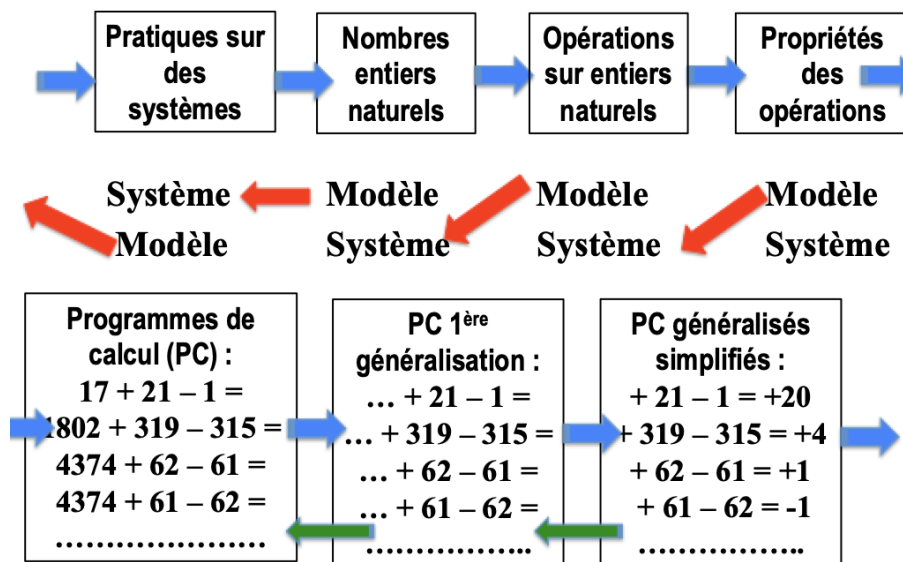 Pratiques sur
des
systèmes
Nombres
entiers
naturels
Opérations
sur entiers
naturels
Propriétés
des
opérations
Système
Modèle
Modèle
Modèle
Modèle
Système
Système
Système
Programmes de
calcul (PC) :
17 + 21 – 1 =
1802 + 319 – 315 =
4374 + 62 – 61 =
4374 + 61 – 62 =
…………………
PC 1ère
généralisation :
… + 21 – 1 =
… + 319 – 315 =
… + 62 – 61 =
… + 61 – 62 =
……………..
PC généralisés
simplifiés :
+ 21 – 1 = +20
+ 319 – 315 = +4
+ 62 – 61 = +1
+ 61 – 62 = -1
……………..